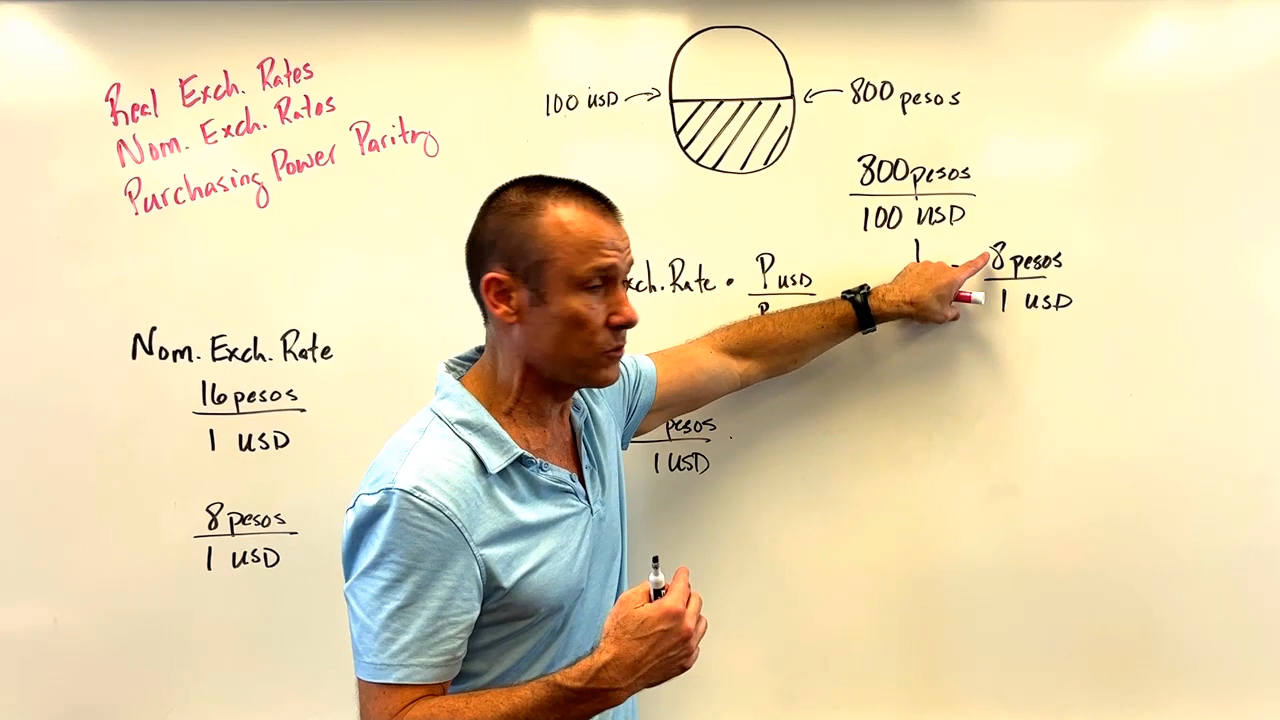 Real Exch. Rates
Nom. Exch. Rates
Purchasing Power Parity
100 USD
800 pesos
800 pesos
100 USD
xch. Rate • P USD
8 pesos
1 USD
Nom. Exch. Rate
16 pesos
1 USD
8 pesos
1 USD
pesos
1 USD